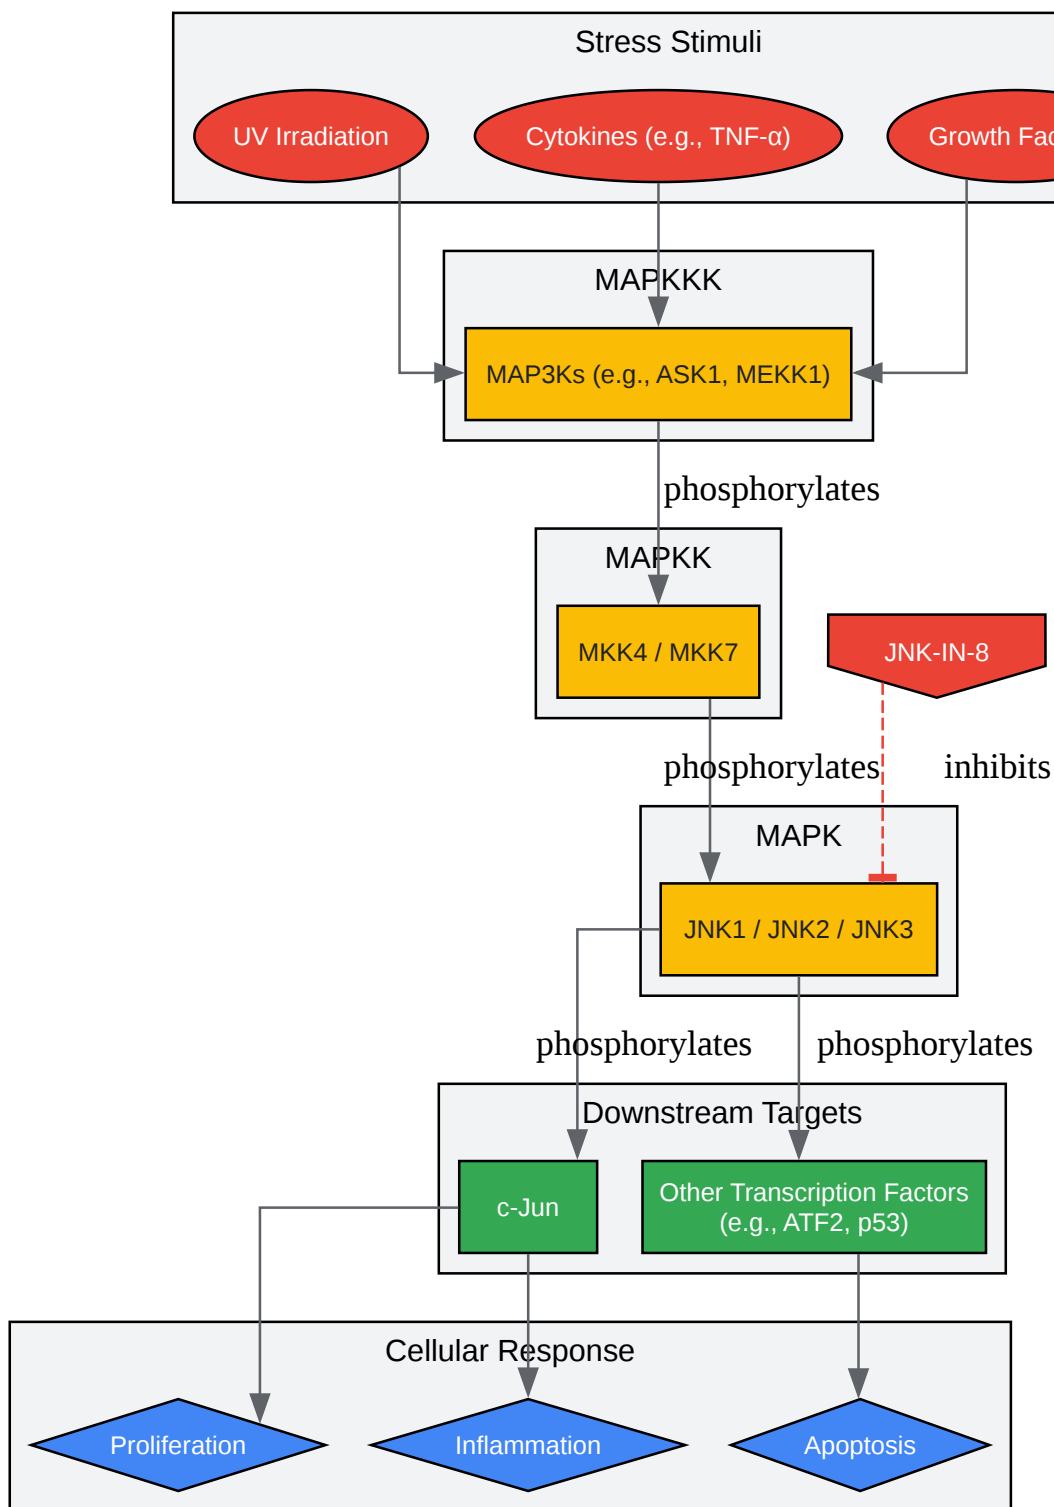 Stress Stimuli
UV Irradiation
Cytokines (e.g., TNF-α)
Growth Fac
MAPKKK
MAP3Ks (e.g., ASK1, MEKK1)
phosphorylates
MAPKK
MKK4 / MKK7
JNK-IN-8
phosphorylates
inhibits
MAPK
JNK1 / JNK2 / JNK3
phosphorylates
phosphorylates
Downstream Targets
c-Jun
Other Transcription Factors
(e.g., ATF2, p53)
Cellular Response
Proliferation
Inflammation
Apoptosis